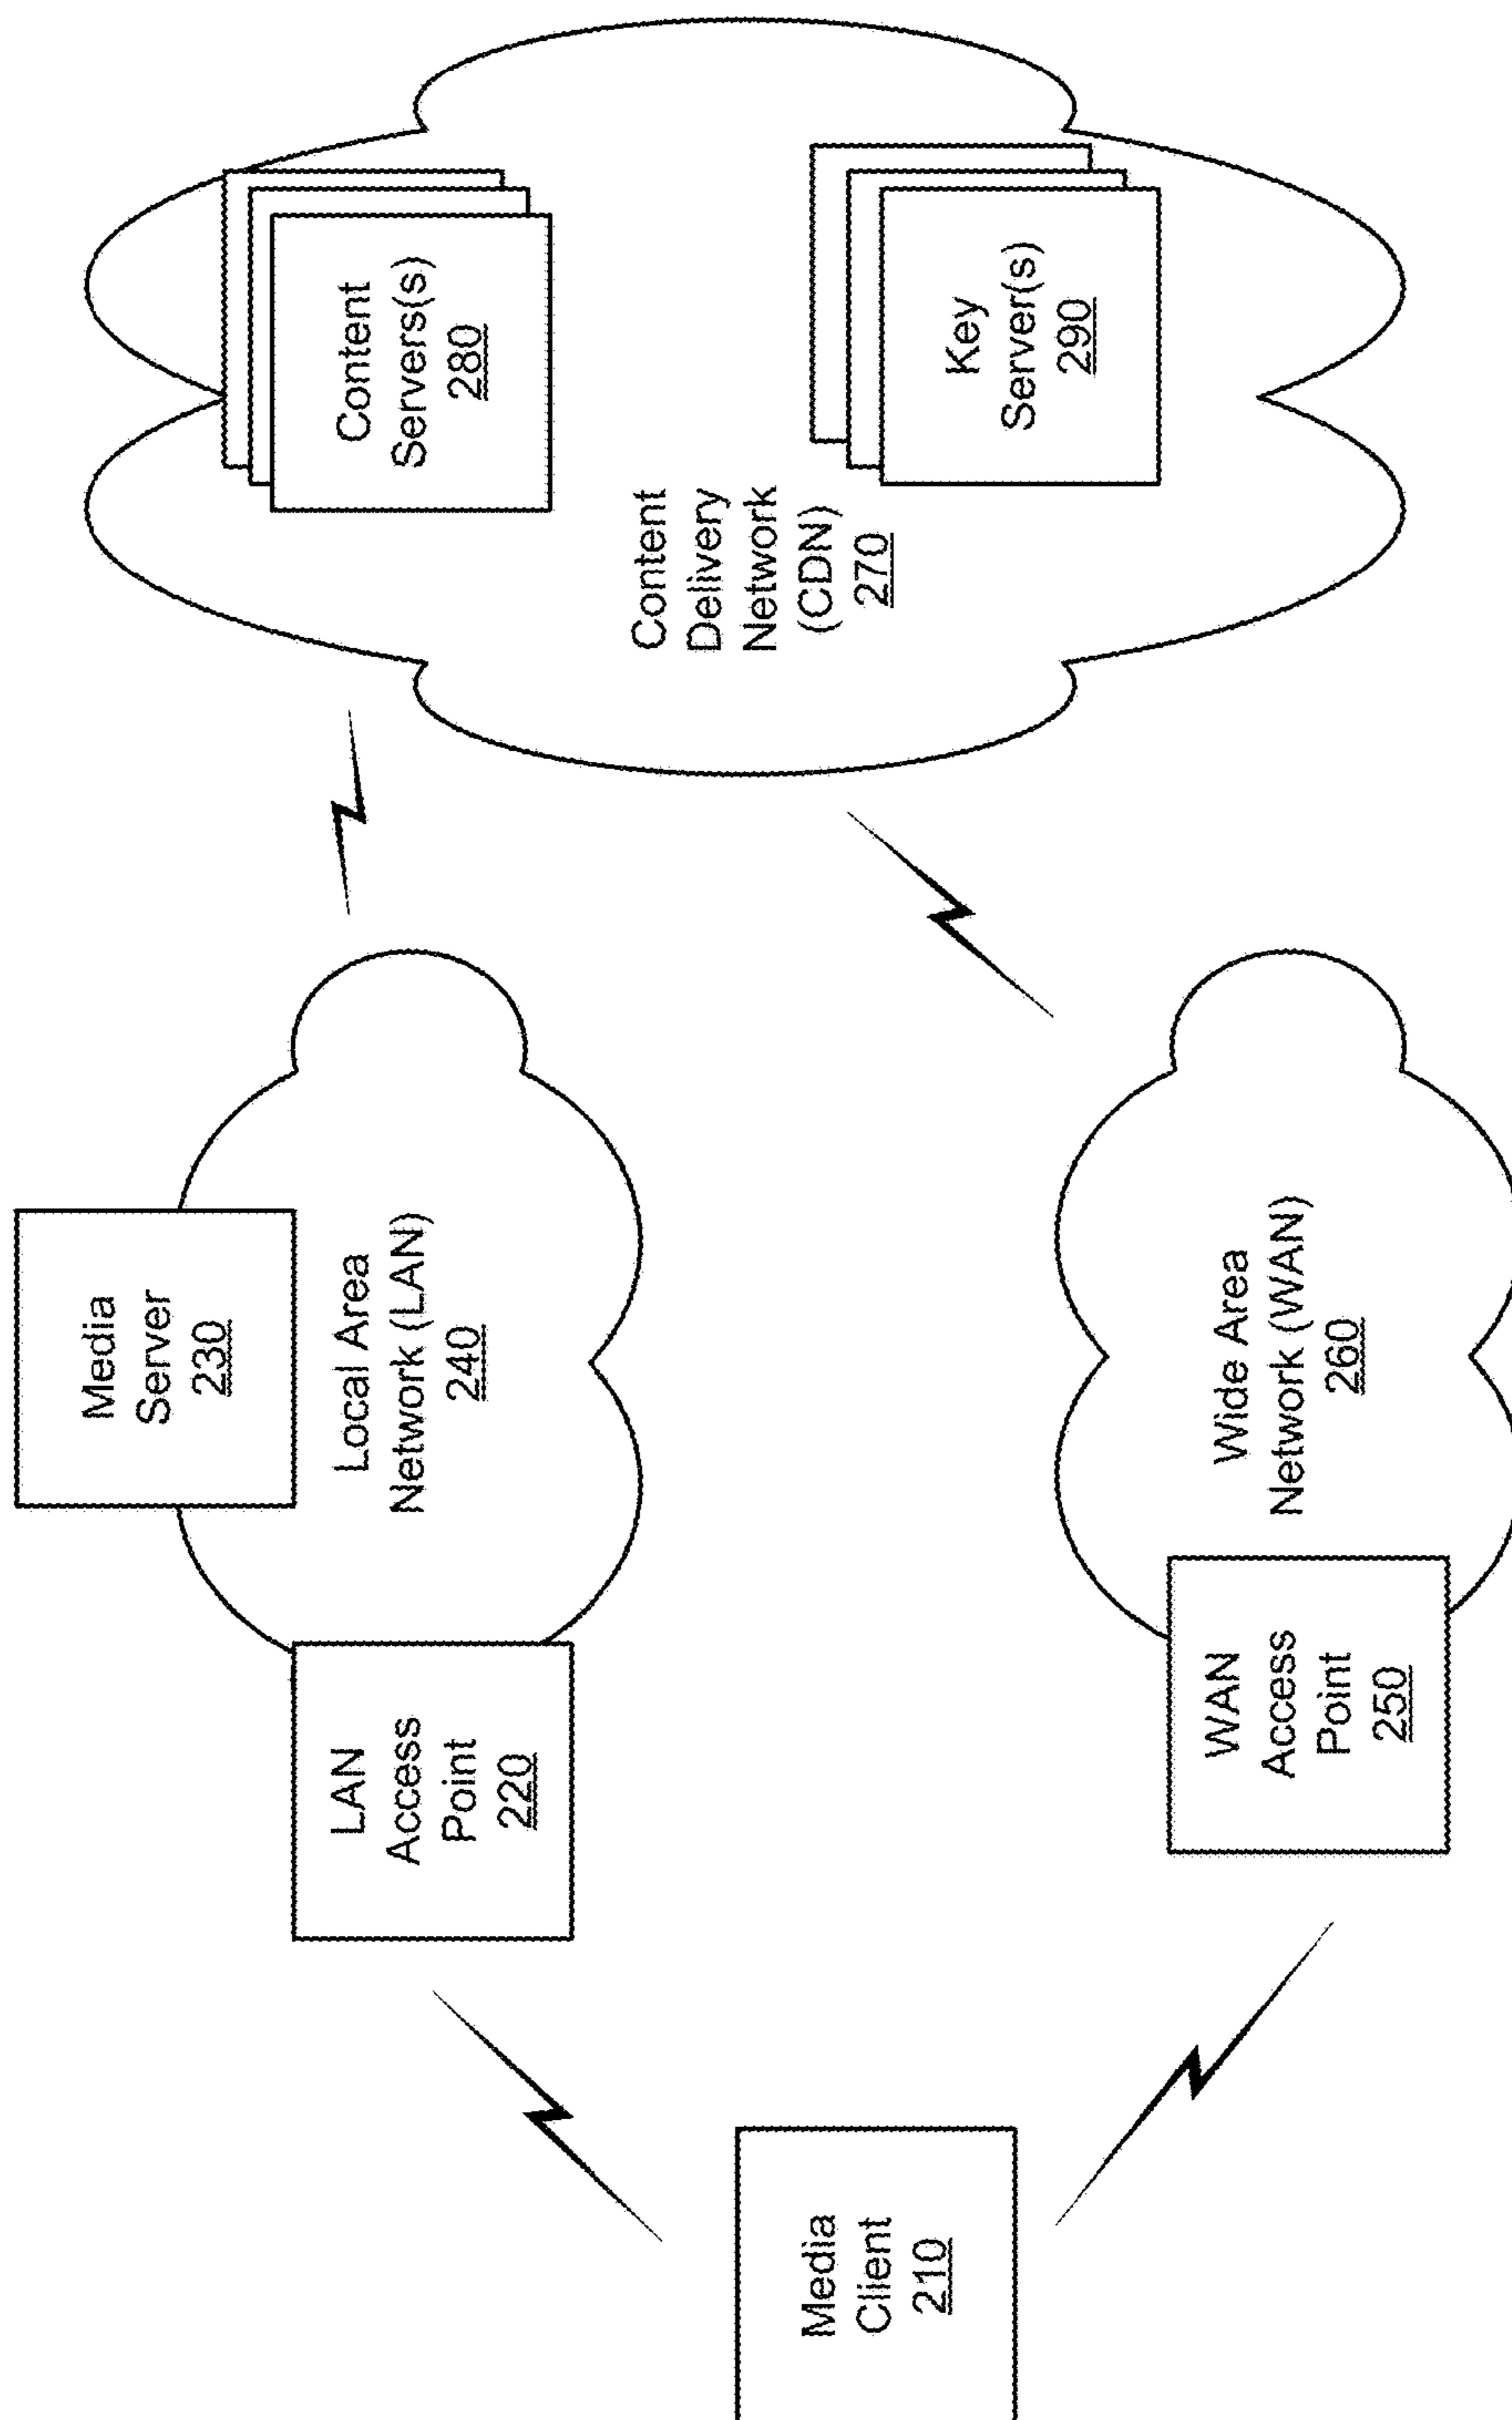 Media
Client
210
LAN
Access
Point
220
Media
Server
230
Local Area
Network (LAN)
240
WAN
Access
Point
250
Wide Area
Network (WAN)
260
Content
Delivery
Network
(CDN)
270
Content
Servers(s)
280
Key
Server(s)
290